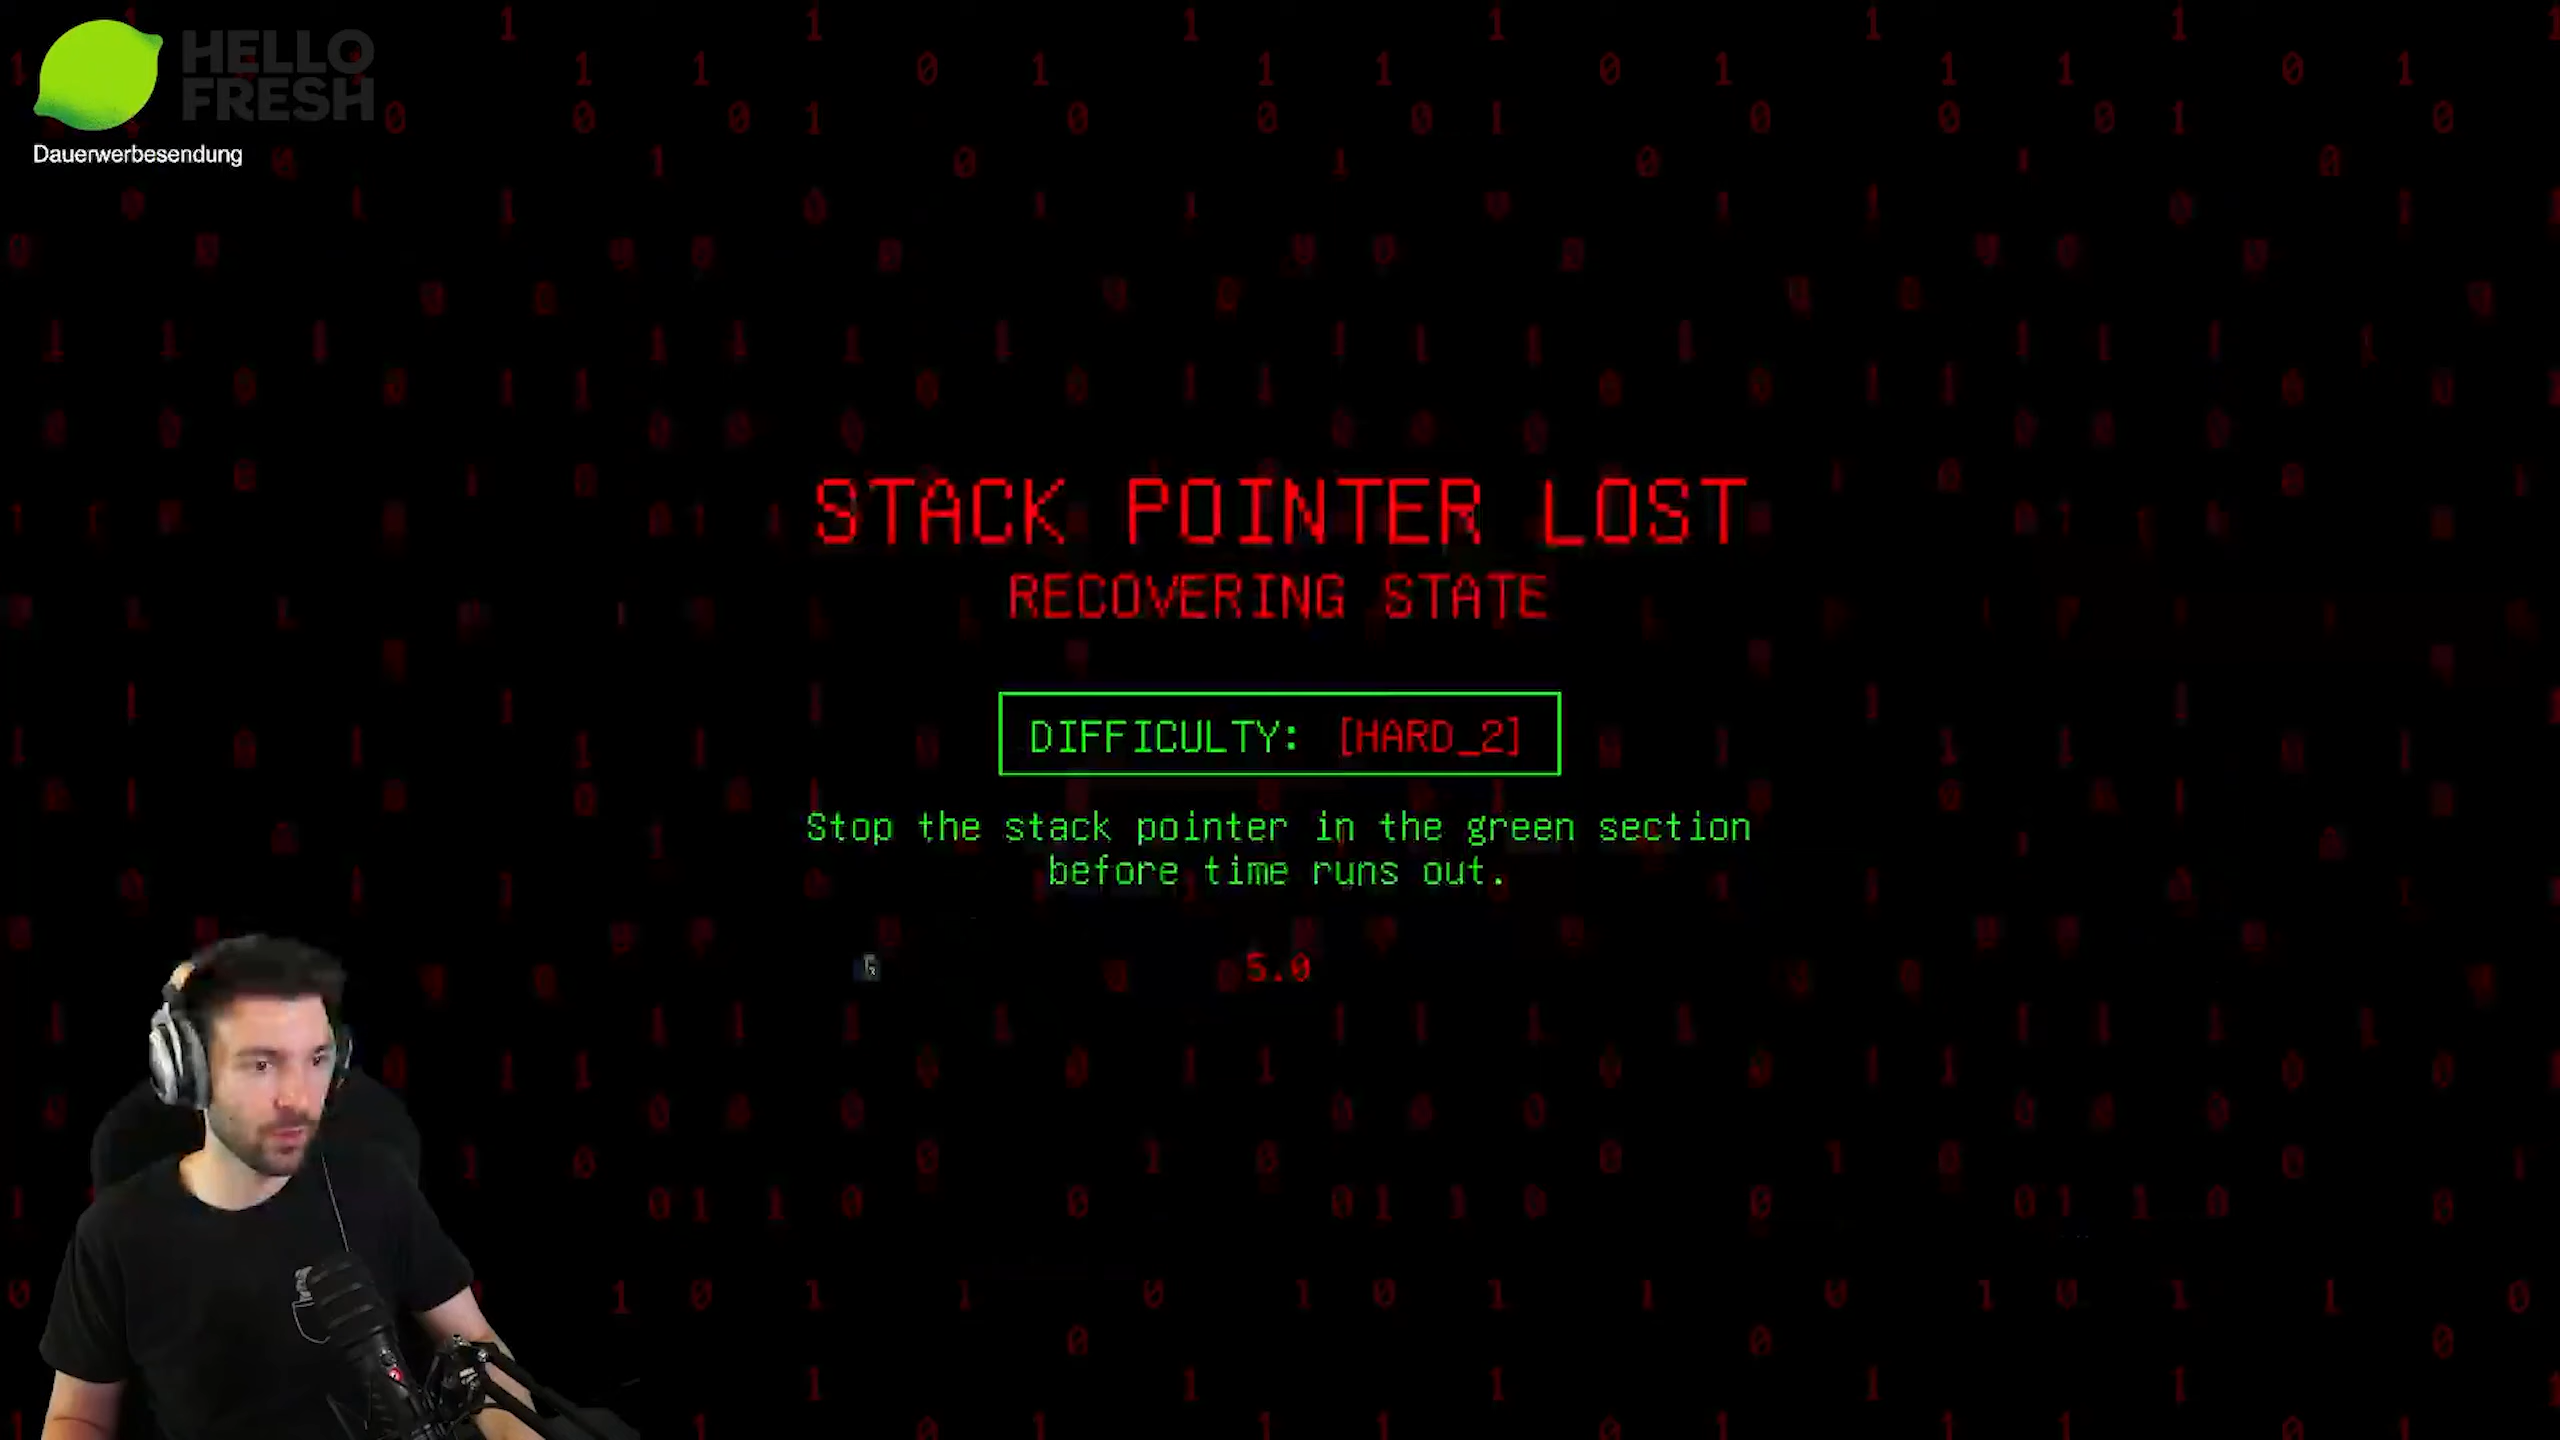 HELLO
FRESH
Dauerwerbesendung
STACK POINTER LOST
RECOVERING STATE
DIFFICULTY: [HARD_2]
Stop the stack pointer in the green section
before time runs out.
5.0